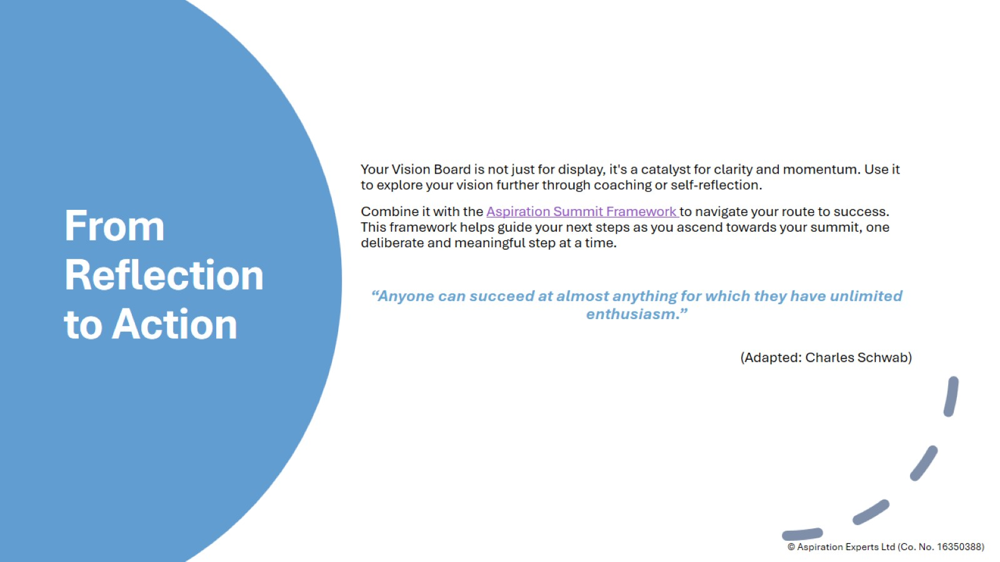 From
Reflection
to Action
Your Vision Board is not just for display, it's a catalyst for clarity and momentum. Use it
to explore your vision further through coaching or self-reflection.
Combine it with the Aspiration Summit Framework to navigate your route to success.
This framework helps guide your next steps as you ascend towards your summit, one
deliberate and meaningful step at a time.
“Anyone can succeed at almost anything for which they have unlimited
enthusiasm.”
(Adapted: Charles Schwab)
© Aspiration Experts Ltd (Co. No. 16350388)